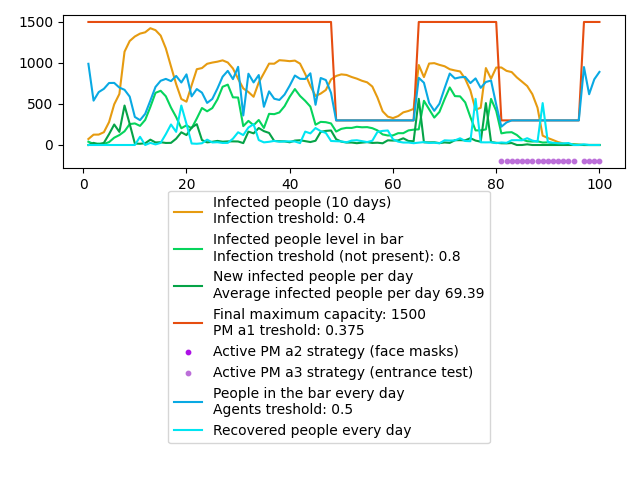 1500
1000
500
0
0 20 40 60 80 100
Infected people (10 days)
Infection treshold: 0.4
Infected people level in bar
Infection treshold (not present): 0.8
New infected people per day
Average infected people per day 69.39
Final maximum capacity: 1500
PM a1 treshold: 0.375
Active PM a2 strategy (face masks)
Active PM a3 strategy (entrance test)
People in the bar every day
Agents treshold: 0.5
Recovered people every day